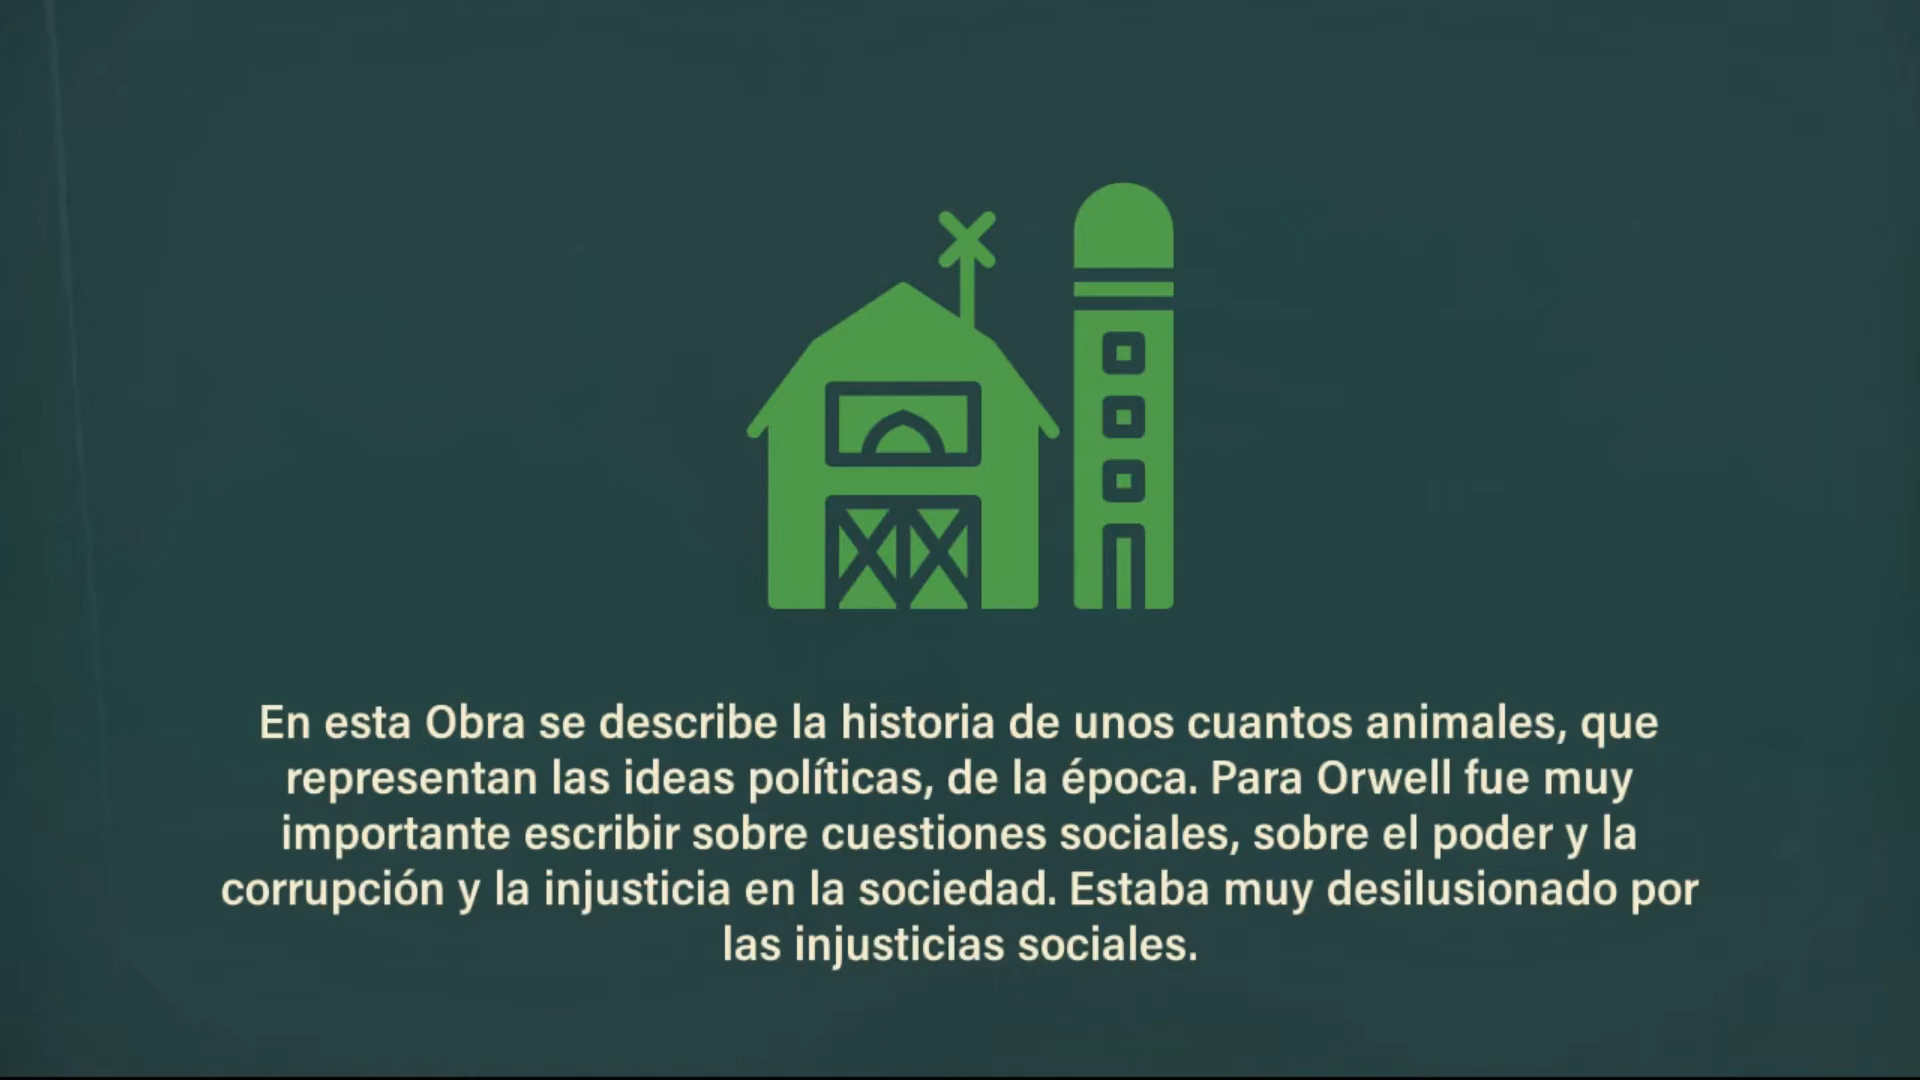 En esta Obra se describe la historia de unos cuantos animales, que
representan las ideas políticas, de la época. Para Orwell fue muy
importante escribir sobre cuestiones sociales, sobre el poder y la
corrupción y la injusticia en la sociedad. Estaba muy desilusionado por
las injusticias sociales.